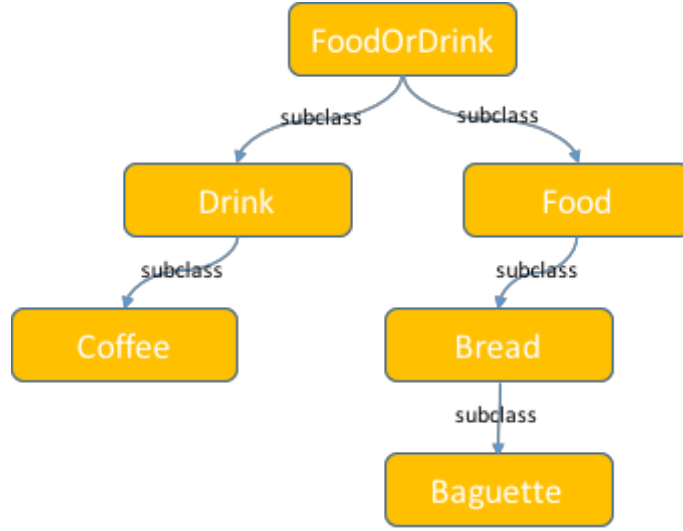 FoodOrDrink
subclass
subclass
Drink
Food
subclass
subclass
Coffee
Bread
subclass
Baguette